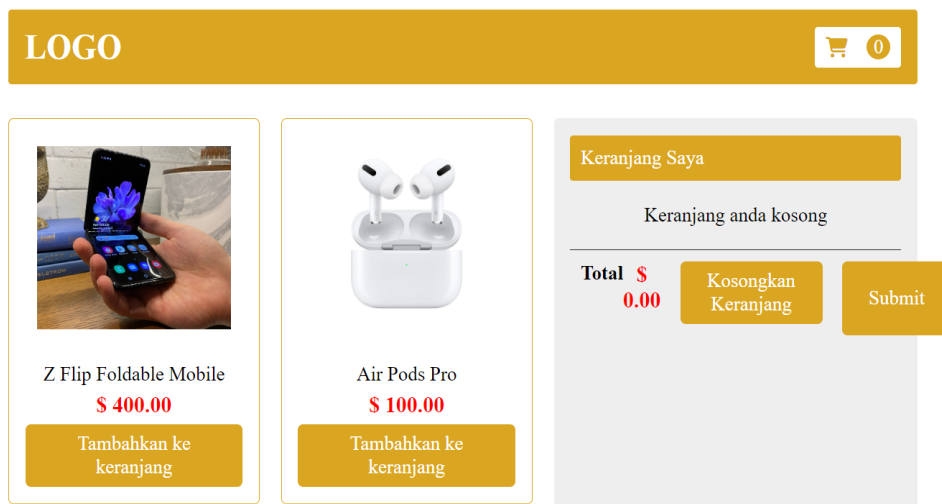 LOGO
0
Z Flip Foldable Mobile
$ 400.00
Tambahkan ke
keranjang
Air Pods Pro
$ 100.00
Tambahkan ke
keranjang
Keranjang Saya
Keranjang anda kosong
Total $
0.00
Kosongkan
Keranjang
Submit